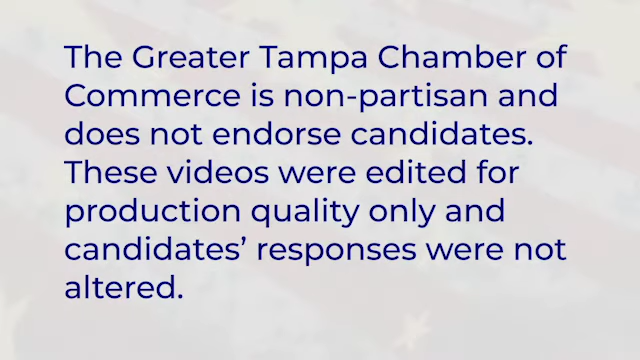 The Greater Tampa Chamber of
Commerce is non-partisan and
does not endorse candidates.
These videos were edited for
production quality only and
candidates’ responses were not
altered.